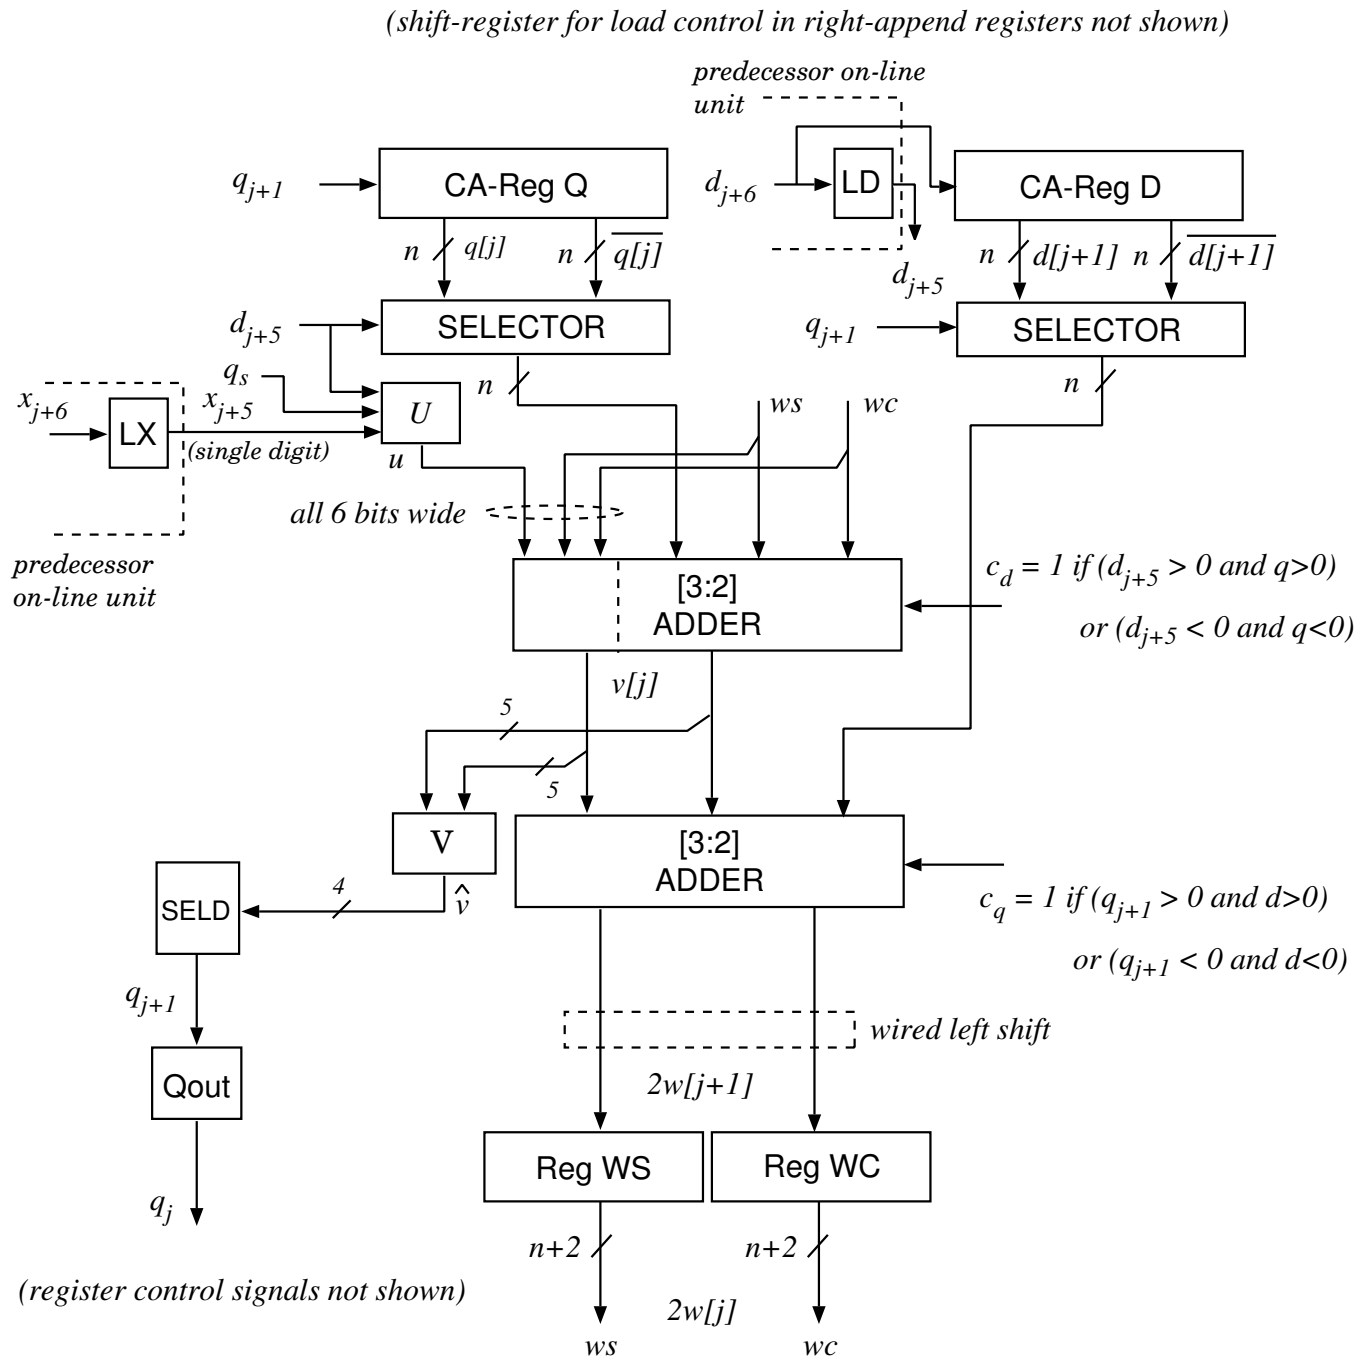 (shift-register for load control in right-append registers not shown)
predecessor on-line
unit
q_{j+1}
CA-Reg Q
d_{j+6}
LD
CA-Reg D
n
q[j]
n
\overline{q[j]}
n
d[j+1]
n
\overline{d[j+1]}
d_{j+5}
d_{j+5}
SELECTOR
q_{j+1}
SELECTOR
q_s
n
n
x_{j+6}
LX
x_{j+5}
(single digit)
U
ws
wc
u
all 6 bits wide
predecessor
on-line unit
[3:2]
ADDER
c_d = 1 if (d_{j+5} > 0 and q>0)
or (d_{j+5} < 0 and q<0)
v[j]
5
5
V
[3:2]
ADDER
SELD
4
\hat{v}
c_q = 1 if (q_{j+1} > 0 and d>0)
or (q_{j+1} < 0 and d<0)
q_{j+1}
wired left shift
Qout
2w[j+1]
Reg WS
Reg WC
q_j
n+2
n+2
(register control signals not shown)
2w[j]
ws
wc